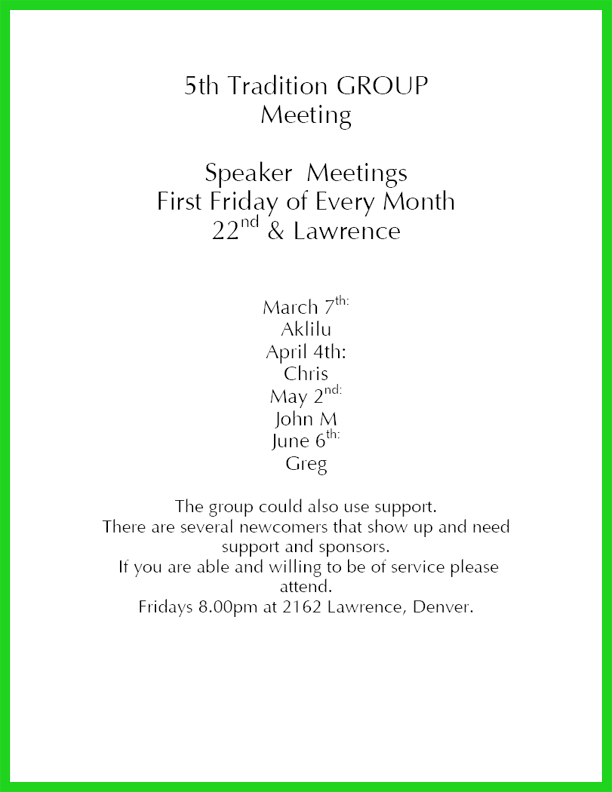 5th Tradition GROUP
Meeting
Speaker Meetings
First Friday of Every Month
22nd & Lawrence
March 7th:
Aklilu
April 4th:
Chris
May 2nd:
John M
June 6th:
Greg
The group could also use support.
There are several newcomers that show up and need
support and sponsors.
If you are able and willing to be of service please
attend.
Fridays 8.00pm at 2162 Lawrence, Denver.